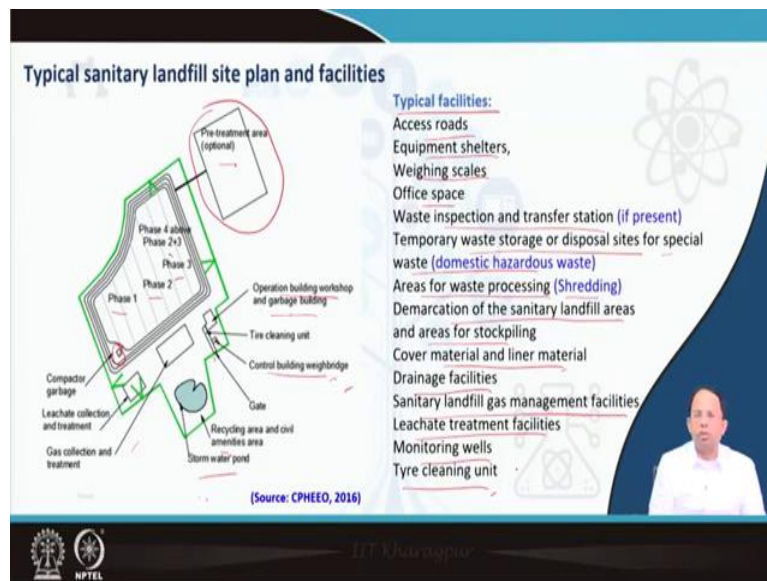 Typical sanitary landfill site plan and facilities
Pre-treatment area
(optional)
Phase 4 above
Phase 2+3
Phase 3
Phase 2
Phase 1
Operation building workshop
and garbage building
Tire cleaning unit
Control building weighbridge
Gate
Recycling area and civil
amenities area
Storm water pond
Compactor
garbage
Leachate collection
and treatment
Gas collection and
treatment
(Source: CPHEEO, 2016)
Typical facilities:
Access roads
Equipment shelters,
Weighing scales
Office space
Waste inspection and transfer station (if present)
Temporary waste storage or disposal sites for special
waste (domestic hazardous waste)
Areas for waste processing (Shredding)
Demarcation of the sanitary landfill areas
and areas for stockpiling
Cover material and liner material
Drainage facilities
Sanitary landfill gas management facilities
Leachate treatment facilities
Monitoring wells
Tyre cleaning unit
NPTEL
IIT Kharagpur